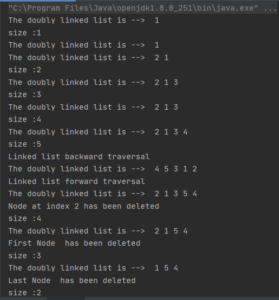 "C:\Program Files\Java\openjdk1.8.0_251\bin\java.exe" ...
The doubly linked list is -->  1
size :1
The doubly linked list is -->  1
The doubly linked list is -->  2 1
size :2
The doubly linked list is -->  2 1 3
size :3
The doubly linked list is -->  2 1 3
size :4
The doubly linked list is -->  2 1 3 4
size :5
Linked list backward traversal
The doubly linked list is -->  4 5 3 1 2
Linked list forward traversal
The doubly linked list is -->  2 1 3 5 4
Node at index 2 has been deleted
size :4
The doubly linked list is -->  2 1 5 4
First Node  has been deleted
size :3
The doubly linked list is -->  1 5 4
Last Node  has been deleted
size :2